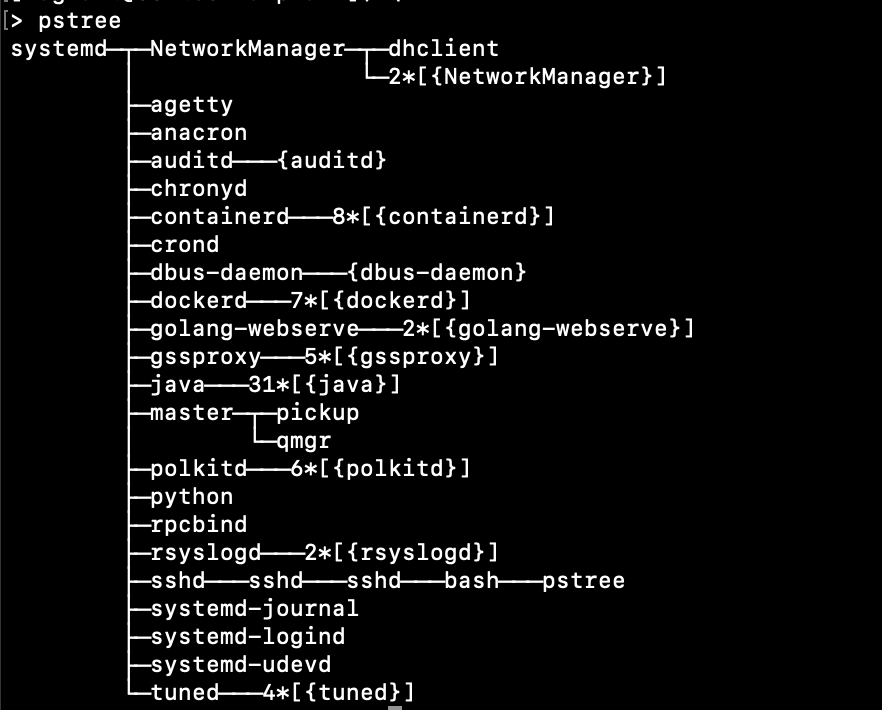 [> pstree
systemd─┬─NetworkManager─┬─dhclient
        │                └─2*[{NetworkManager}]
        ├─agetty
        ├─anacron
        ├─auditd───{auditd}
        ├─chronyd
        ├─containerd───8*[{containerd}]
        ├─crond
        ├─dbus-daemon───{dbus-daemon}
        ├─dockerd───7*[{dockerd}]
        ├─golang-webserve───2*[{golang-webserve}]
        ├─gssproxy───5*[{gssproxy}]
        ├─java───31*[{java}]
        ├─master─┬─pickup
        │        └─qmgr
        ├─polkitd───6*[{polkitd}]
        ├─python
        ├─rpcbind
        ├─rsyslogd───2*[{rsyslogd}]
        ├─sshd───sshd───sshd───bash───pstree
        ├─systemd-journal
        ├─systemd-logind
        ├─systemd-udevd
        └─tuned───4*[{tuned}]